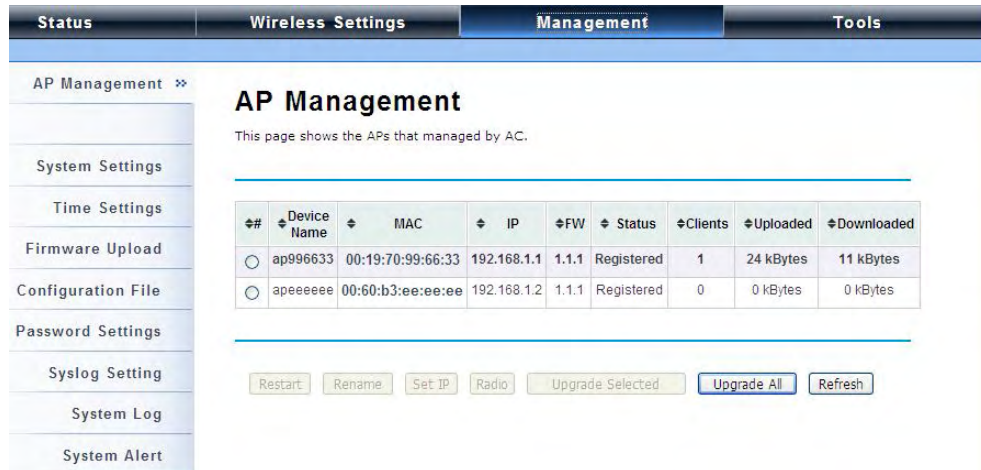 Status Wireless Settings Management Tools
AP Management »
System Settings
Time Settings
Firmware Upload
Configuration File
Password Settings
Syslog Setting
System Log
System Alert
AP Management
This page shows the APs that managed by AC.
# Device Name MAC IP FW Status Clients Uploaded Downloaded
ap996633 00:19:70:99:66:33 192.168.1.1 1.1.1 Registered 1 24 kBytes 11 kBytes
apeeeeee 00:60:b3:ee:ee:ee 192.168.1.2 1.1.1 Registered 0 0 kBytes 0 kBytes
Restart Rename Set IP Radio Upgrade Selected Upgrade All Refresh